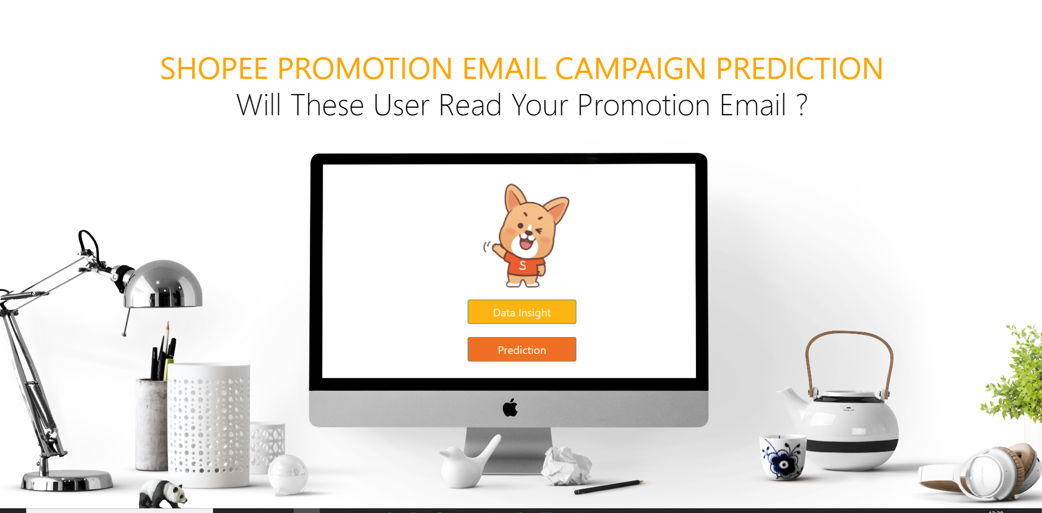 SHOPEE PROMOTION EMAIL CAMPAIGN PREDICTION
Will These User Read Your Promotion Email ?
S
Data Insight
Prediction